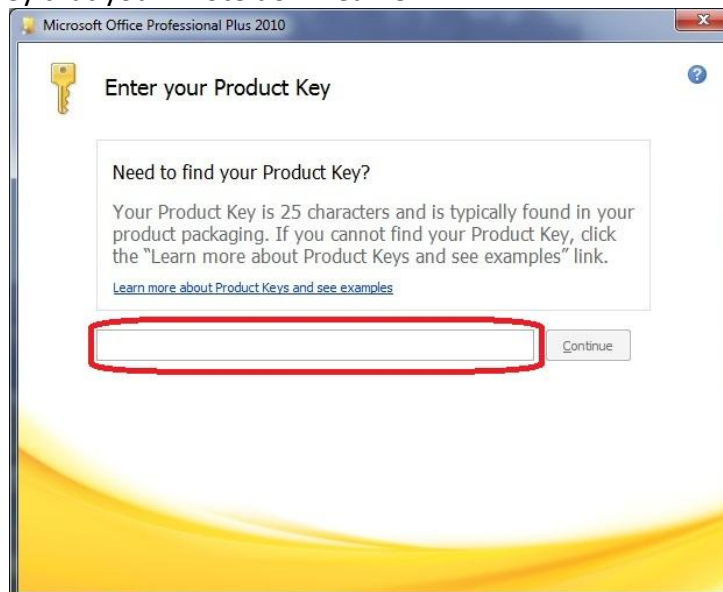 Microsoft Office Professional Plus 2010
Enter your Product Key
Need to find your Product Key?
Your Product Key is 25 characters and is typically found in your
product packaging. If you cannot find your Product Key, click
the "Learn more about Product Keys and see examples" link.
Learn more about Product Keys and see examples
Continue